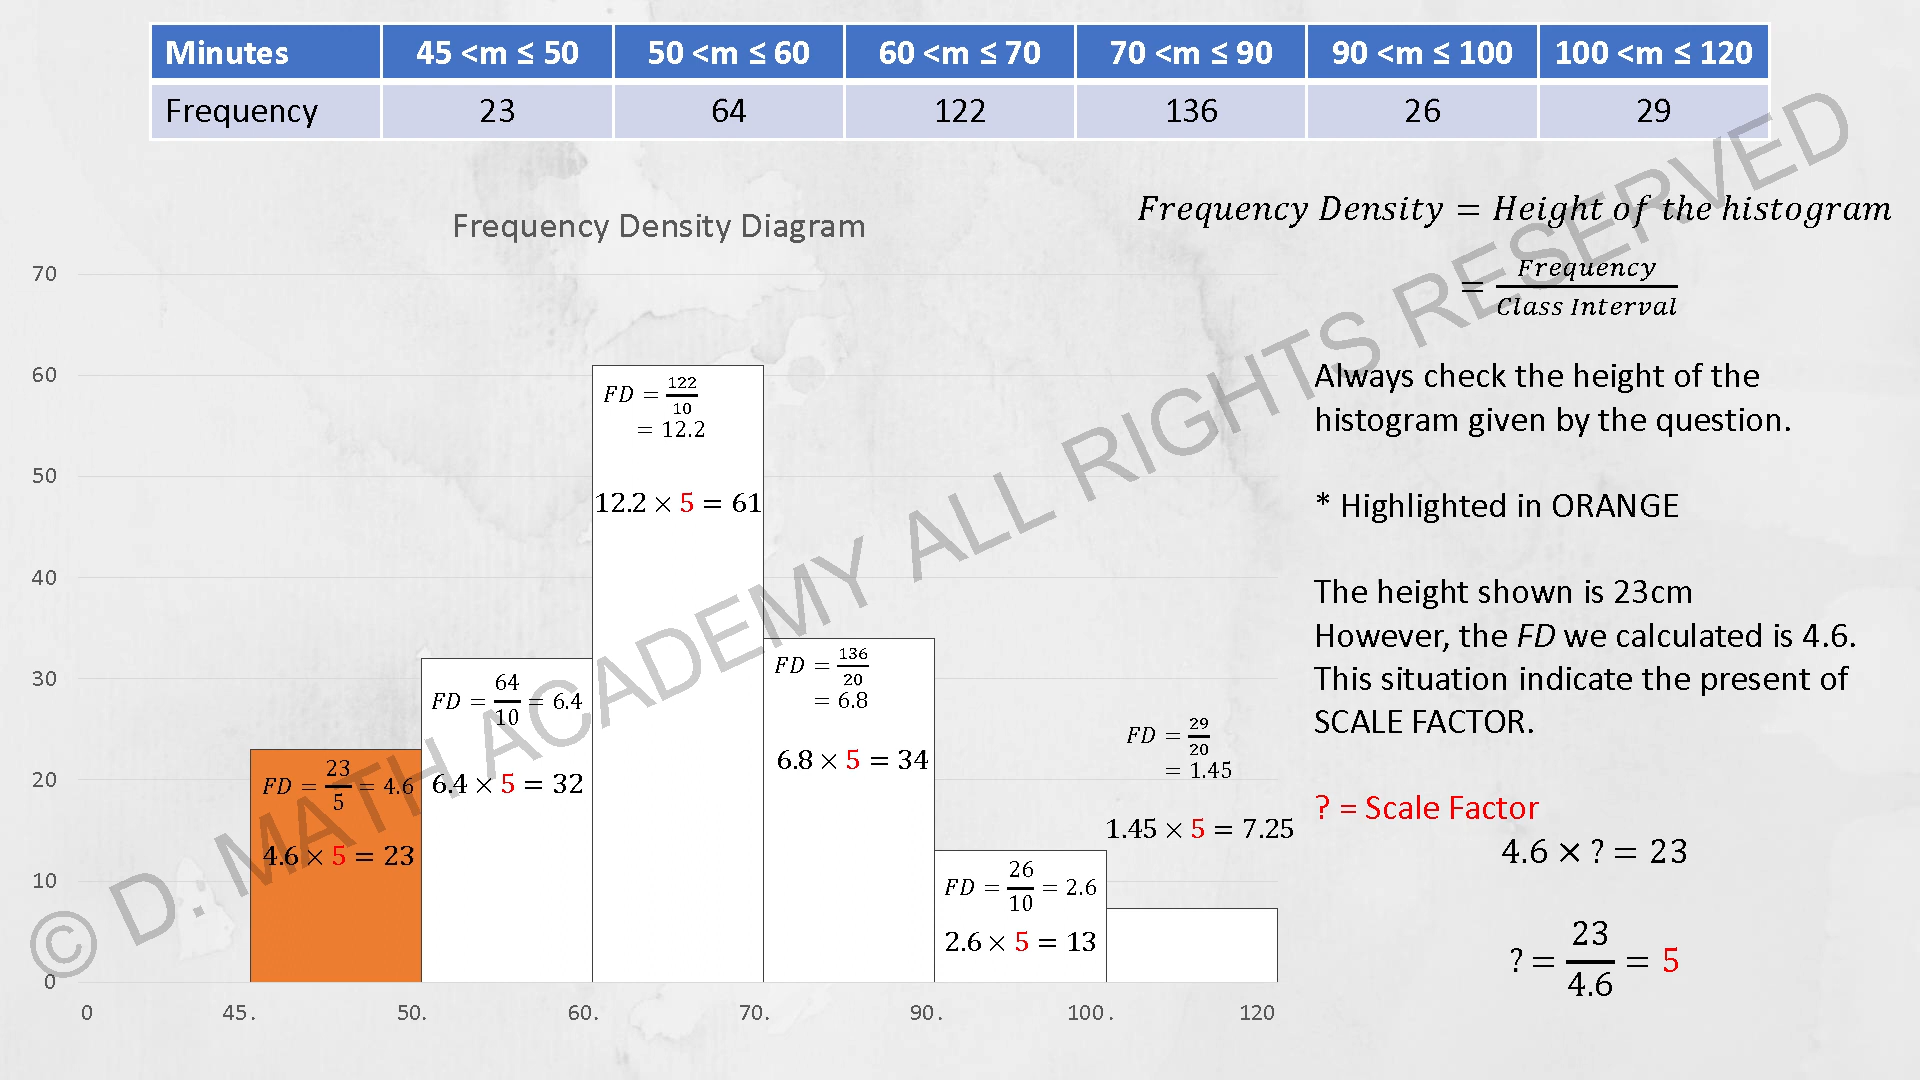 Minutes 45 <m ≤ 50 50 <m ≤ 60 60 <m ≤ 70 70 <m ≤ 90 90 <m ≤ 100 100 <m ≤ 120
Frequency 23 64 122 136 26 29
Frequency Density Diagram
70
60
50
40
30
20
10
0
0 45. 50. 60. 70. 90. 100. 120
FD = 23/5 = 4.6
4.6 × 5 = 23
FD = 64/10 = 6.4
6.4 × 5 = 32
FD = 122/10
= 12.2
12.2 × 5 = 61
FD = 136/20
= 6.8
6.8 × 5 = 34
FD = 26/10 = 2.6
2.6 × 5 = 13
FD = 29/20
= 1.45
1.45 × 5 = 7.25
Frequency Density = Height of the histogram
= Frequency/Class Interval
Always check the height of the
histogram given by the question.
* Highlighted in ORANGE
The height shown is 23cm
However, the FD we calculated is 4.6.
This situation indicate the present of
SCALE FACTOR.
? = Scale Factor
4.6 × ? = 23
? = 23/4.6 = 5
© D. MATH ACADEMY ALL RIGHTS RESERVED